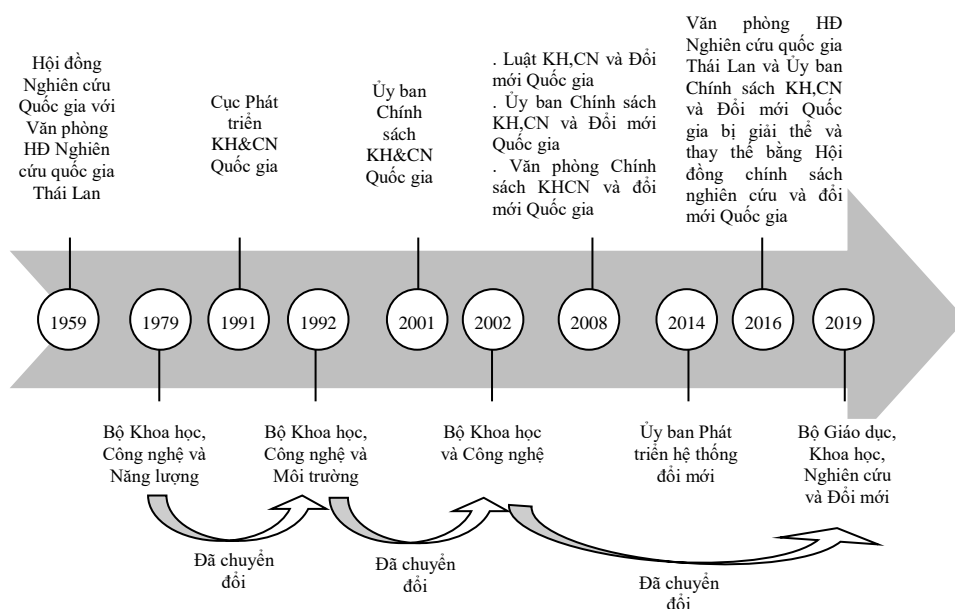 Hội đồng
Nghiên cứu
Quốc gia với
Văn phòng
HĐ Nghiên
cứu quốc gia
Thái Lan
Cục Phát
triển
KH&CN
Quốc gia
Ủy ban
Chính
sách
KH&CN
Quốc gia
. Luật KH,CN và Đổi
mới Quốc gia
. Ủy ban Chính sách
KH,CN và Đổi mới
Quốc gia
. Văn phòng Chính
sách KHCN và đổi
mới Quốc gia
Văn phòng HĐ
Nghiên cứu quốc gia
Thái Lan và Ủy ban
Chính sách KH,CN
và Đổi mới Quốc
gia bị giải thể và
thay thế bằng Hội
đồng chính sách
nghiên cứu và đổi
mới Quốc gia
1959
1979
1991
1992
2001
2002
2008
2014
2016
2019
Bộ Khoa học,
Công nghệ và
Năng lượng
Bộ Khoa học,
Công nghệ và
Môi trường
Bộ Khoa học
và Công nghệ
Ủy ban Phát
triển hệ thống
đổi mới
Bộ Giáo dục,
Khoa học,
Nghiên cứu
và Đổi mới
Đã chuyển
đổi
Đã chuyển
đổi
Đã chuyển
đổi